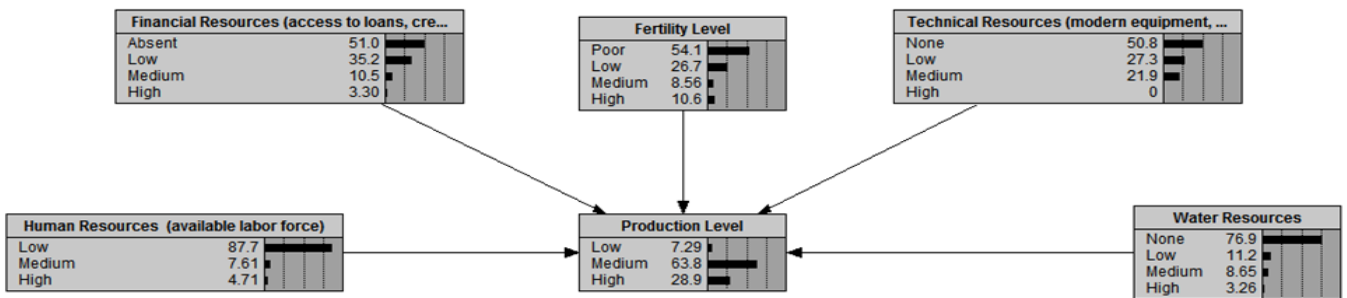 Financial Resources (access to loans, cre...
Absent 51.0
Low 35.2
Medium 10.5
High 3.30
Fertility Level
Poor 54.1
Low 26.7
Medium 8.56
High 10.6
Technical Resources (modern equipment, ...
None 50.8
Low 27.3
Medium 21.9
High 0
Human Resources (available labor force)
Low 87.7
Medium 7.61
High 4.71
Production Level
Low 7.29
Medium 63.8
High 28.9
Water Resources
None 76.9
Low 11.2
Medium 8.65
High 3.26